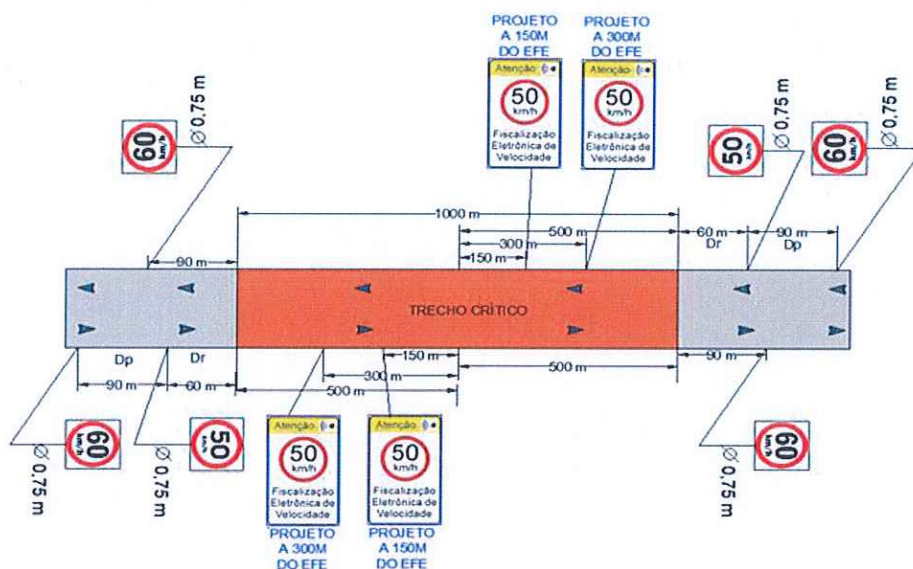 PROJETO
A 150M
DO EFE
PROJETO
A 300M
DO EFE
Atenção
50
km/h
Fiscalização
Eletrônica de
Velocidade
Atenção
50
km/h
Fiscalização
Eletrônica de
Velocidade
60
km/h
Ø 0,75 m
50
km/h
Ø 0,75 m
60
km/h
Ø 0,75 m
1000 m
500 m
60 m
90 m
300 m
Dr
Dp
150 m
90 m
TRECHO CRÍTICO
Dp
Dr
150 m
90 m
90 m
60 m
300 m
500 m
500 m
60
km/h
Ø 0,75 m
50
km/h
Ø 0,75 m
Atenção
50
km/h
Fiscalização
Eletrônica de
Velocidade
PROJETO
A 300M
DO EFE
Atenção
50
km/h
Fiscalização
Eletrônica de
Velocidade
PROJETO
A 150M
DO EFE
60
km/h
Ø 0,75 m